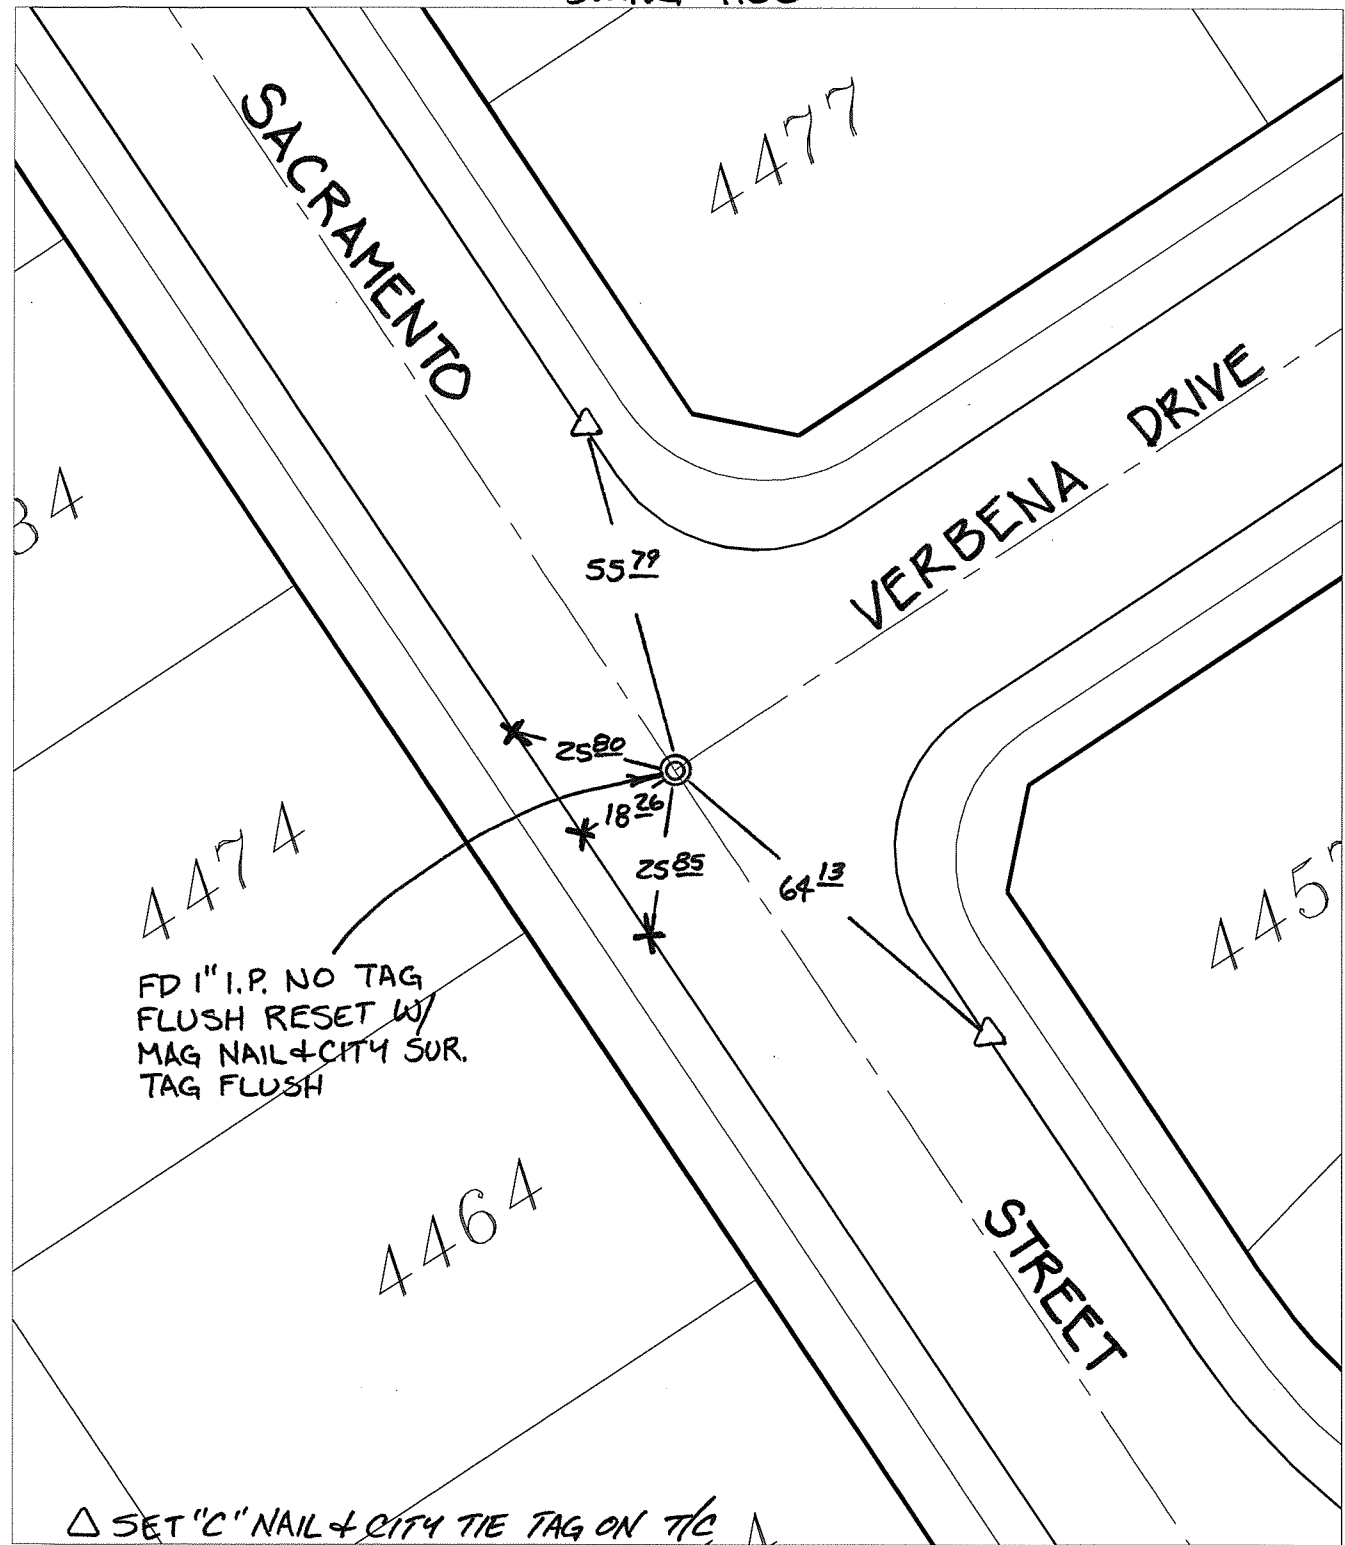 SACRAMENTO
4477
VERBENA DRIVE
55 79
25 80
18 26
25 85
64 13
4474
FD 1" I.P. NO TAG
FLUSH RESET W/
MAG NAIL & CITY SUR.
TAG FLUSH
4464
STREET
△ SET "C" NAIL & CITY TIE TAG ON T/C